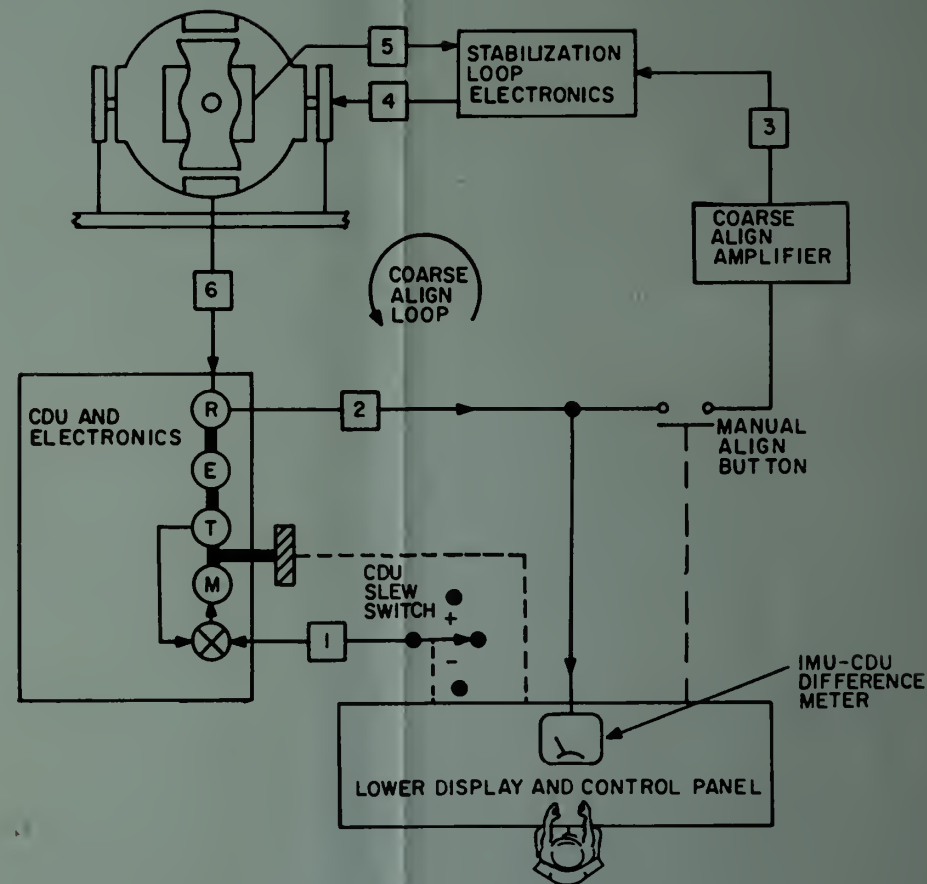 5
STABILIZATION
LOOP
ELECTRONICS
4
3
COARSE
ALIGN
AMPLIFIER
6
COARSE
ALIGN
LOOP
CDU AND
ELECTRONICS
R
2
MANUAL
ALIGN
BUTTON
E
T
M
CDU
SLEW
SWITCH
+
-
1
IMU-CDU
DIFFERENCE
METER
LOWER DISPLAY AND CONTROL PANEL